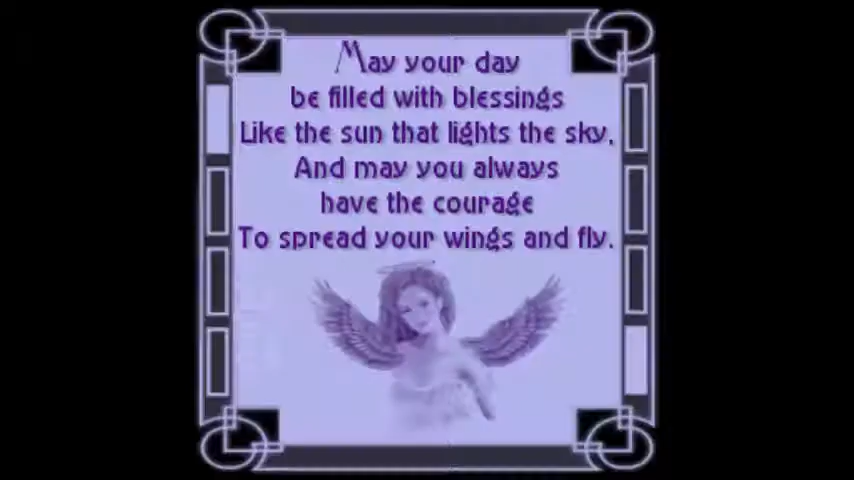 May your day
be filled with blessings
Like the sun that lights the sky,
And may you always
have the courage
To spread your wings and fly.